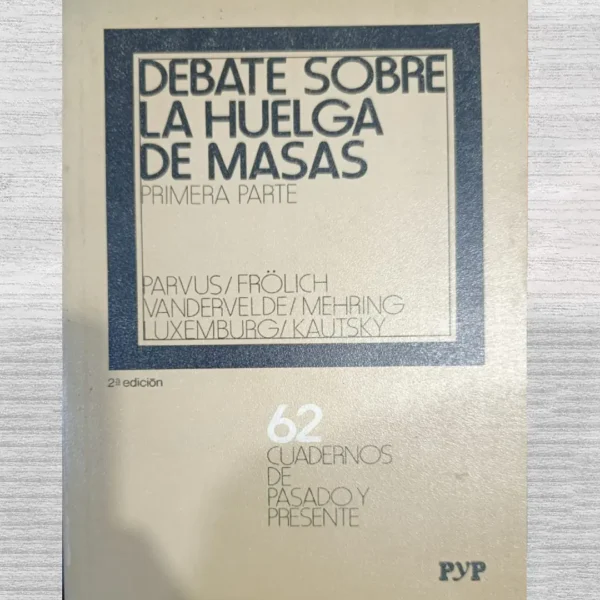 DEBATE SOBRE
LA HUELGA
DE MASAS
PRIMERA PARTE
PARVUS/FRÖLICH
VANDERVELDE/MEHRING
LUXEMBURG/KAUTSKY
2ª edición
62
CUADERNOS
DE
PASADO Y
PRESENTE
PYP